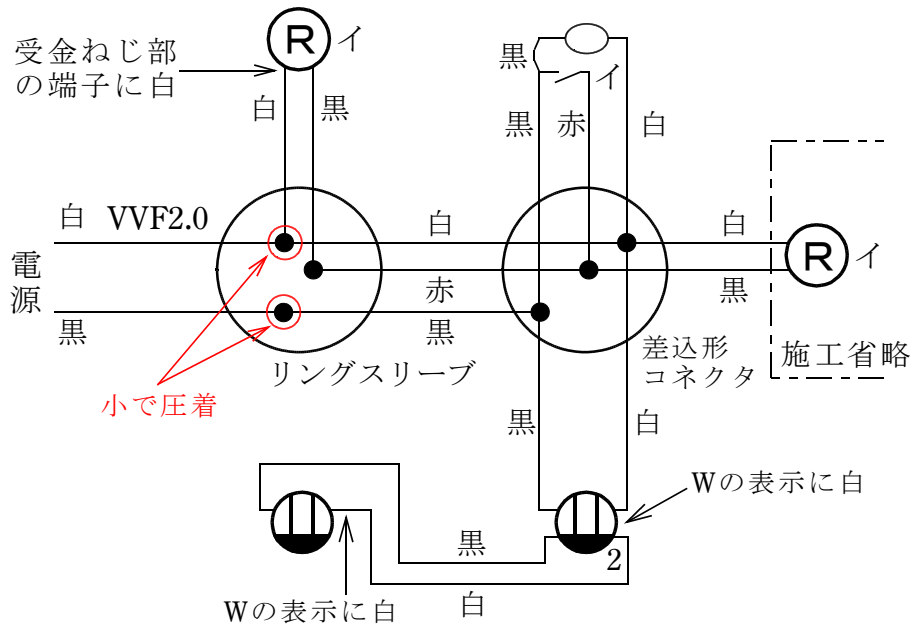 R イ
受金ねじ部
の端子に白
黒
イ
白 黒
黒 赤 白
白 VVF2.0
白
白
R イ
電源
赤
黒
黒
黒
リングスリーブ
差込形
コネクタ
施工省略
小で圧着
黒
白
Wの表示に白
黒
2
白
Wの表示に白